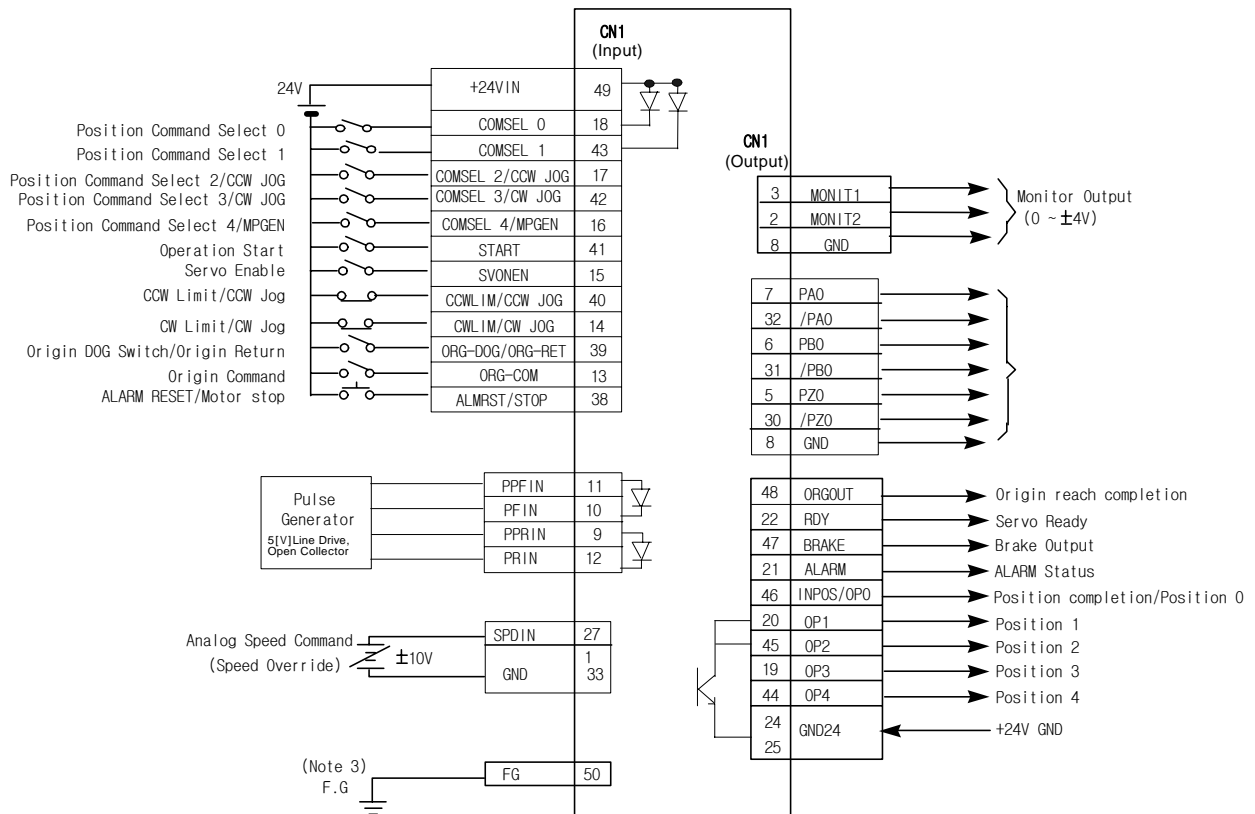 CN1
(Input)
24V
+24VIN 49
Position Command Select 0 COMSEL 0 18
Position Command Select 1 COMSEL 1 43
Position Command Select 2/CCW JOG COMSEL 2/CCW JOG 17
Position Command Select 3/CW JOG COMSEL 3/CW JOG 42
Position Command Select 4/MPGEN COMSEL 4/MPGEN 16
Operation Start START 41
Servo Enable SVONEN 15
CCW Limit/CCW Jog CCWLIM/CCW JOG 40
CW Limit/CW Jog CWLIM/CW JOG 14
Origin DOG Switch/Origin Return ORG-DOG/ORG-RET 39
Origin Command ORG-COM 13
ALARM RESET/Motor stop ALMRST/STOP 38
Pulse
Generator
5[V]Line Drive,
Open Collector
PPFIN 11
PFIN 10
PPRIN 9
PRIN 12
Analog Speed Command
(Speed Override)
±10V
SPDIN 27
GND 1
33
(Note 3)
F.G
FG 50
CN1
(Output)
3 MONIT1
2 MONIT2
8 GND
Monitor Output
(0 ~ ±4V)
7 PAO
32 /PAO
6 PBO
31 /PBO
5 PZO
30 /PZO
8 GND
48 ORGOUT Origin reach completion
22 RDY Servo Ready
47 BRAKE Brake Output
21 ALARM ALARM Status
46 INPOS/OP0 Position completion/Position 0
20 OP1 Position 1
45 OP2 Position 2
19 OP3 Position 3
44 OP4 Position 4
24
25
GND24 +24V GND